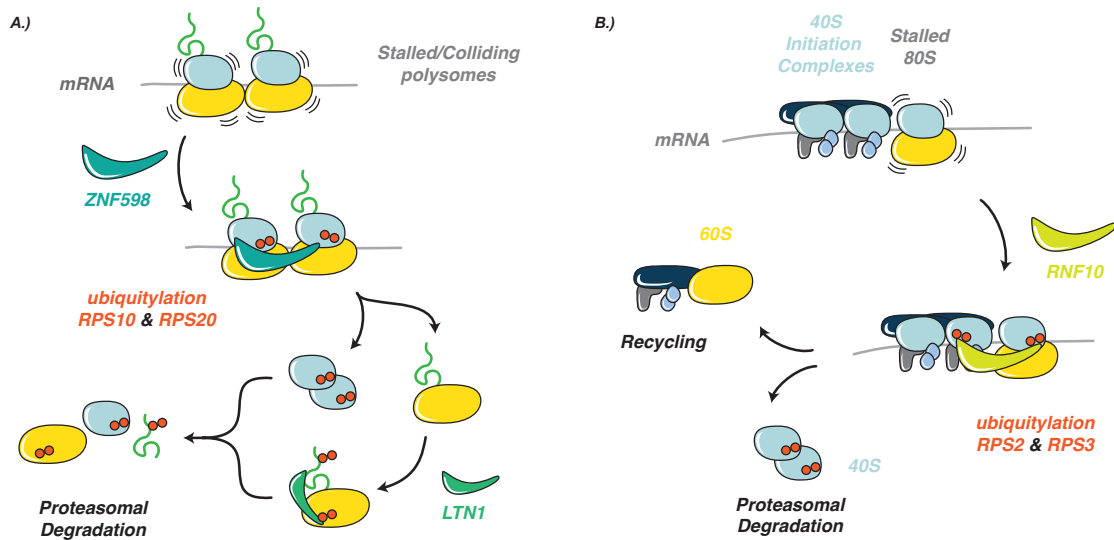 A.)
mRNA
Stalled/Colliding
polysomes
ZNF598
ubiquitylation
RPS10 & RPS20
LTN1
Proteasomal
Degradation
B.)
40S
Initiation
Complexes
Stalled
80S
mRNA
RNF10
60S
Recycling
ubiquitylation
RPS2 & RPS3
40S
Proteasomal
Degradation